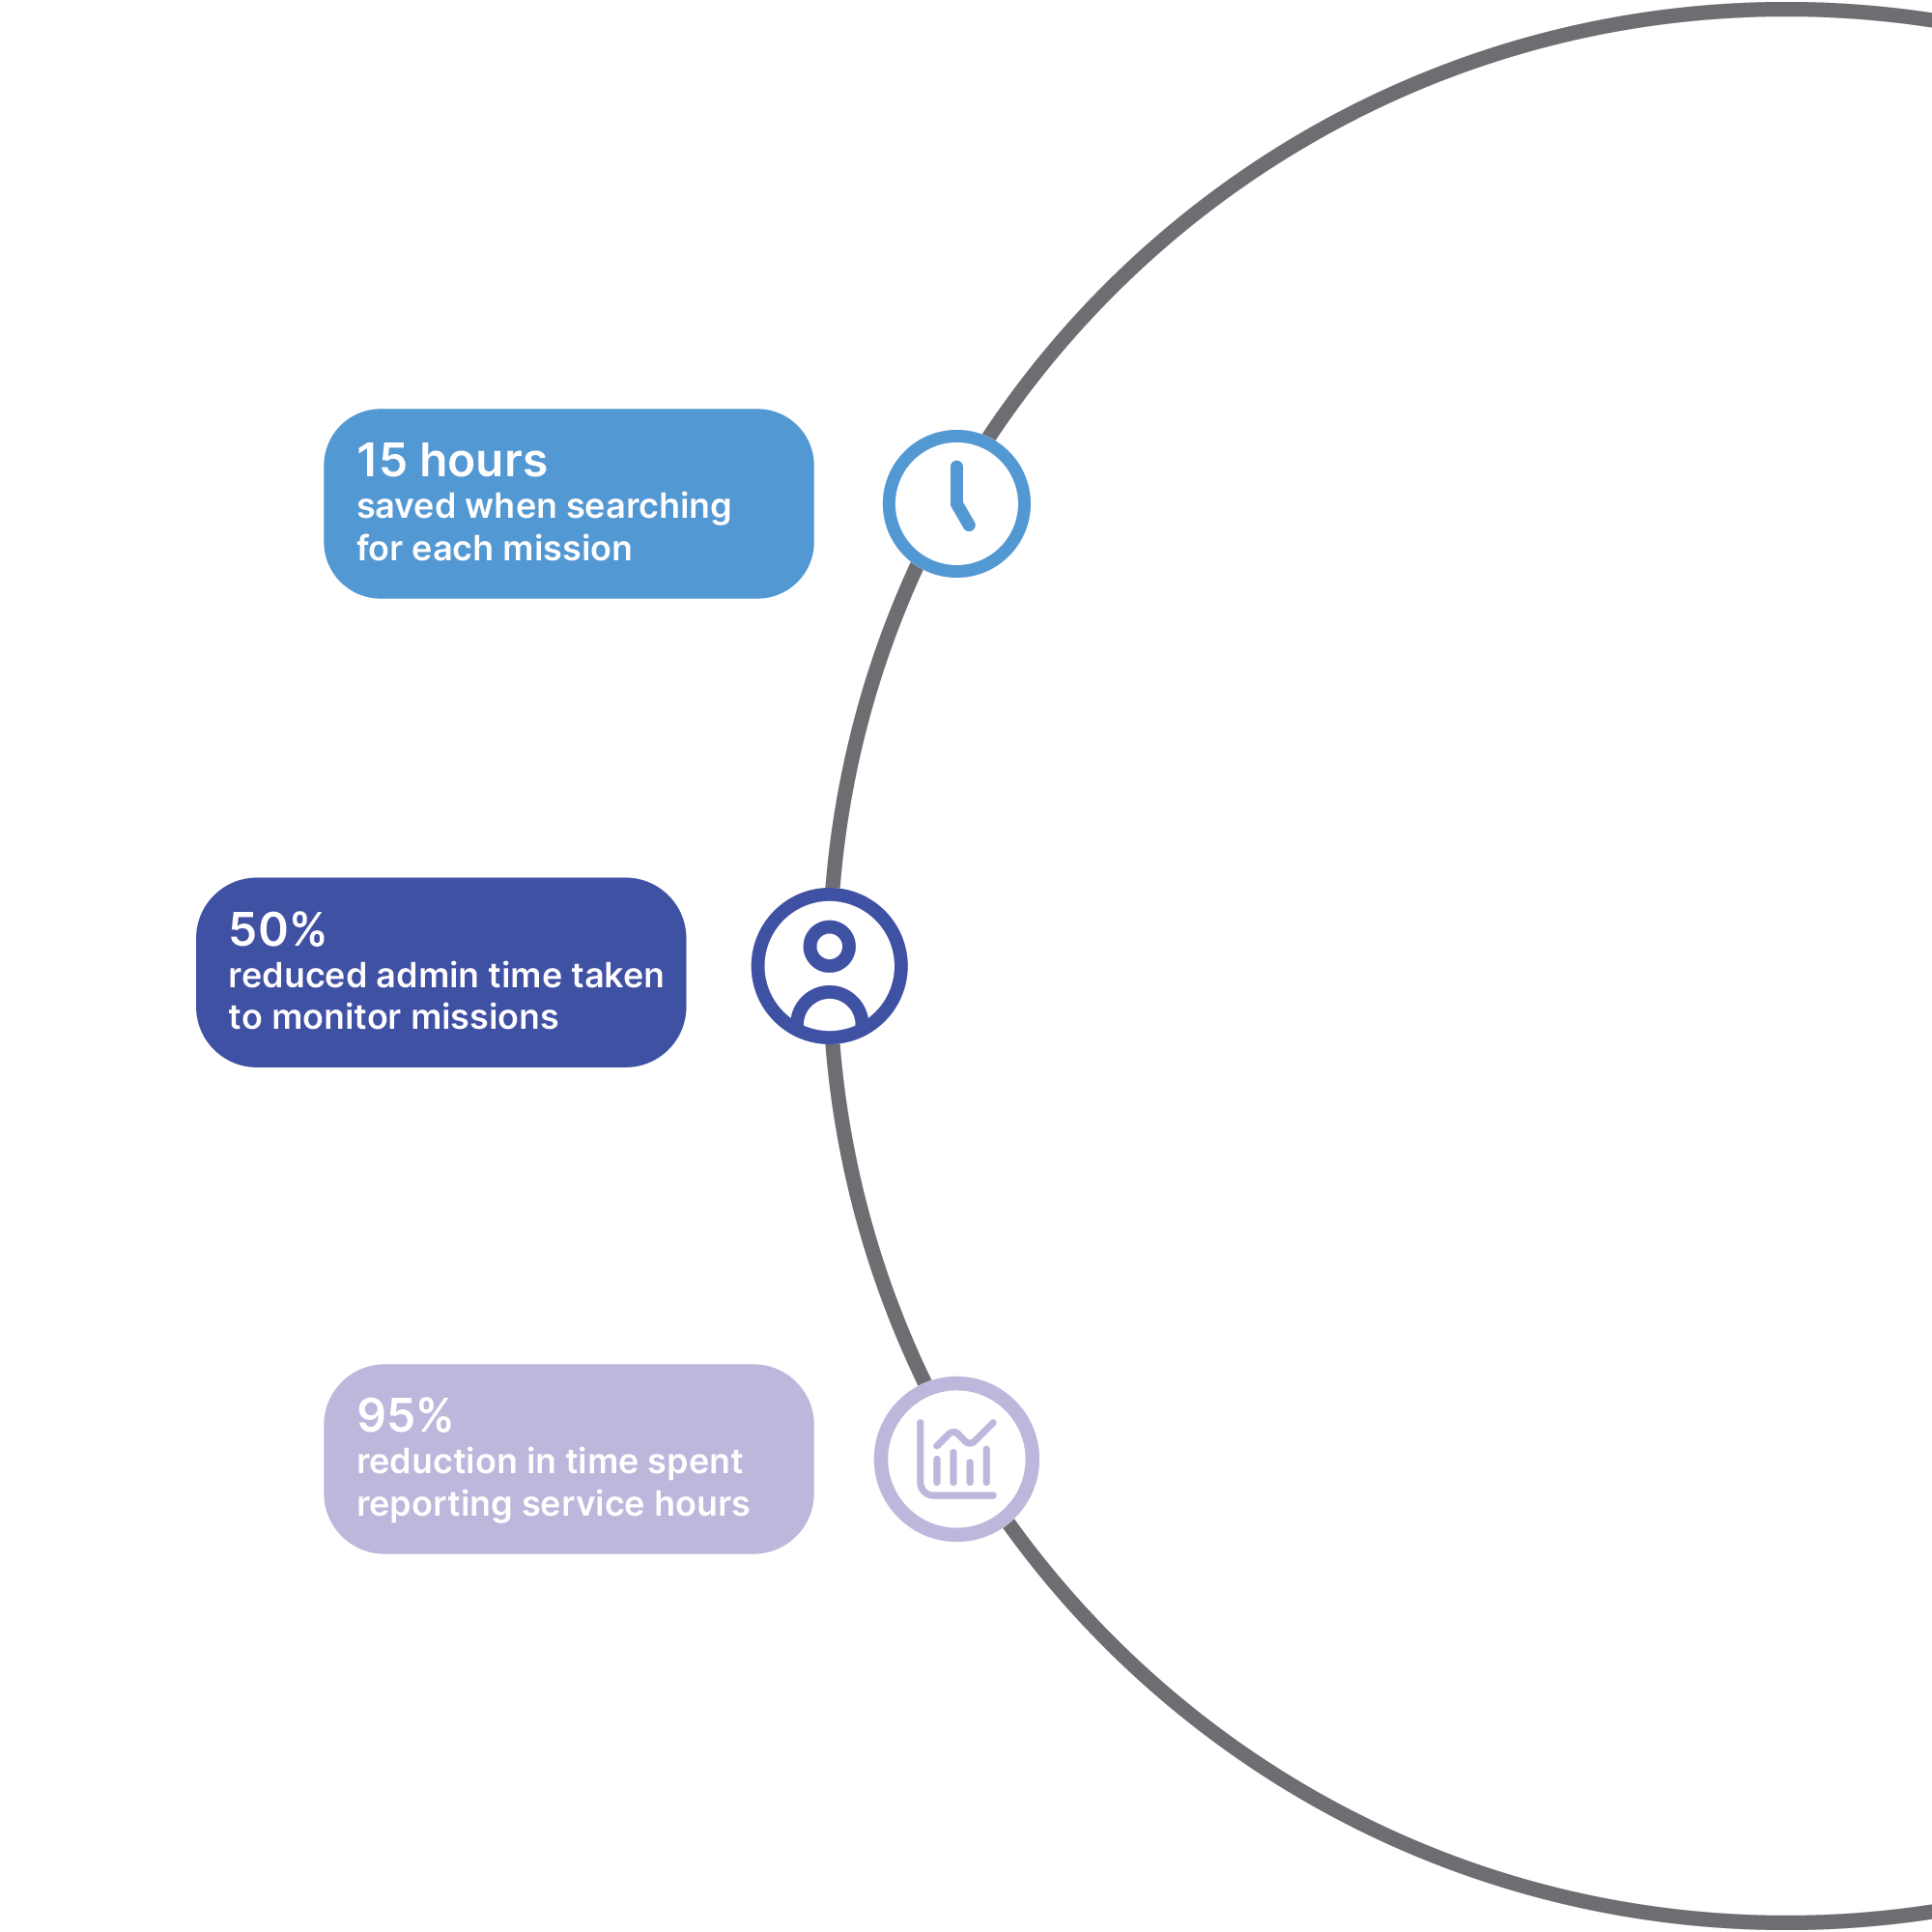 15 hours
saved when searching
for each mission
50%
reduced admin time taken
to monitor missions
95%
reduction in time spent
reporting service hours